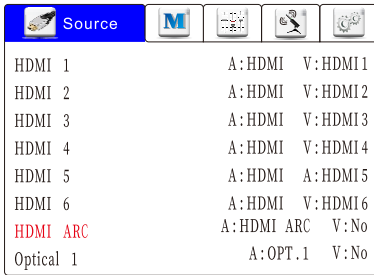 Source M
HDMI 1 A:HDMI V:HDMI1
HDMI 2 A:HDMI V:HDMI2
HDMI 3 A:HDMI V:HDMI3
HDMI 4 A:HDMI V:HDMI4
HDMI 5 A:HDMI A:HDMI5
HDMI 6 A:HDMI V:HDMI6
HDMI ARC A:HDMI ARC V:No
Optical 1 A:OPT.1 V:No